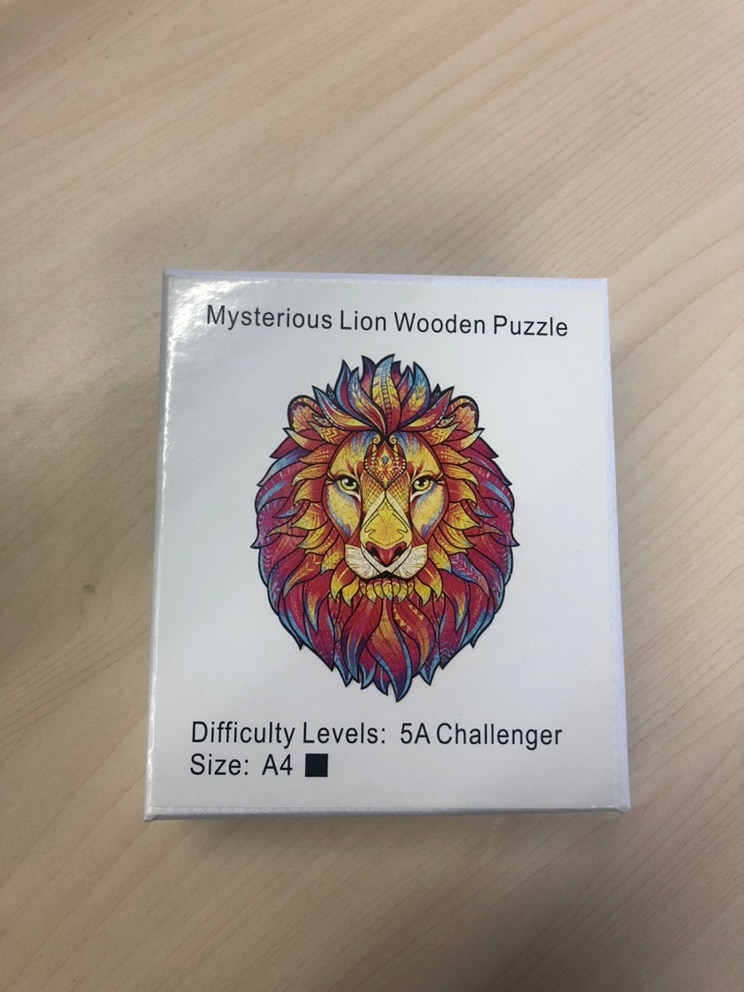 Mysterious Lion Wooden Puzzle
Difficulty Levels: 5A Challenger
Size: A4